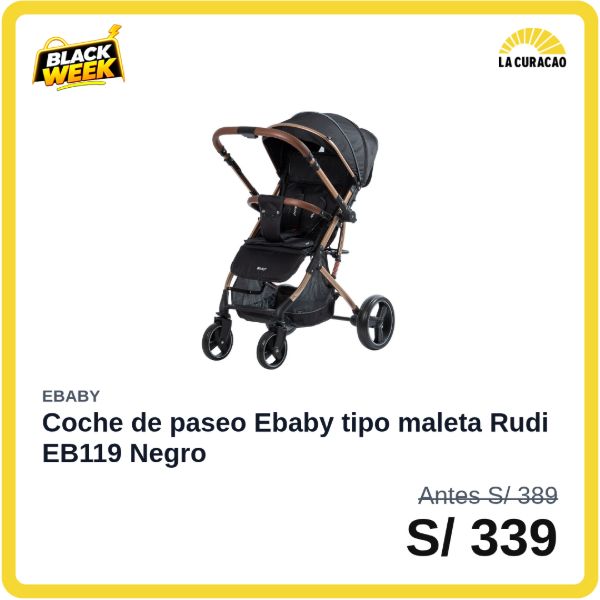 BLACK
WEEK
LA CURACAO
EBABY
Coche de paseo Ebaby tipo maleta Rudi
EB119 Negro
Antes S/ 389
S/ 339